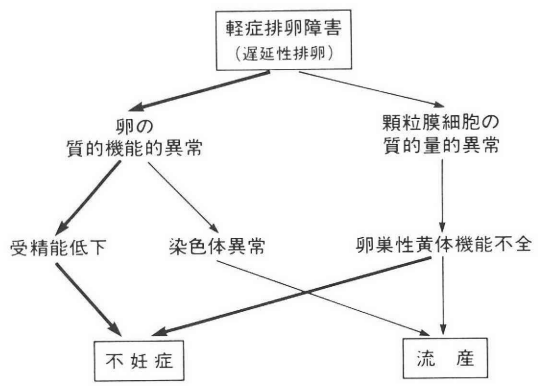 軽症排卵障害
(遅延性排卵)
卵の
質的機能的異常
顆粒膜細胞の
質的量的異常
受精能低下
染色体異常
卵巣性黄体機能不全
不妊症
流産